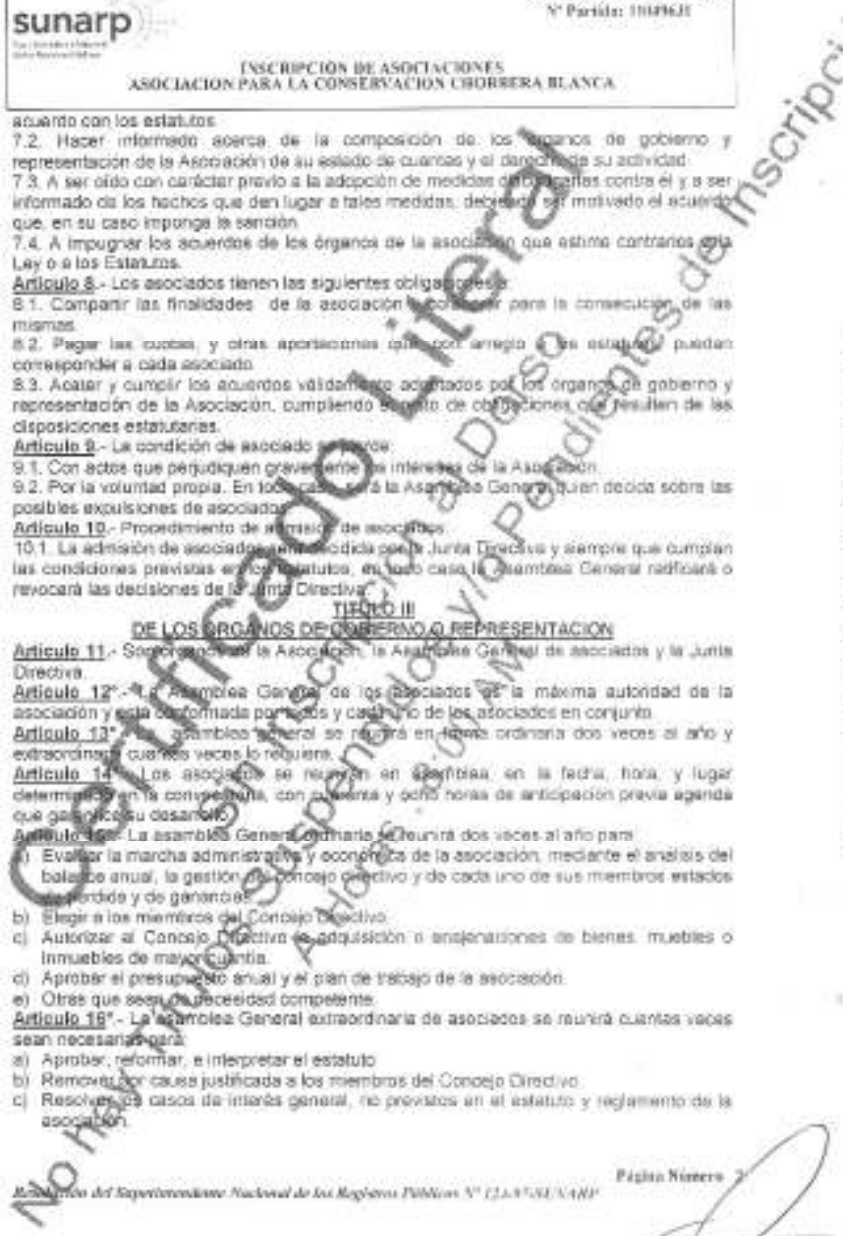 sunarp
N° Partida:
INSCRIPCION DE ASOCIACIONES
ASOCIACION PARA LA CONSERVACION CHORRERA BLANCA
acuerdo con los estatutos
7.2. Hacer informado acerca de la composición de los órganos de gobierno y
representación de la Asociación de su estado de cuentas y el derecho de su actividad
7.3. A ser oído con carácter previo a la adopción de medidas disciplinarias contra él y a ser
informado de los hechos que den lugar a tales medidas, debiendo ser motivado el acuerdo
que, en su caso imponga la sanción
7.4. A impugnar los acuerdos de los órganos de la asociación que estime contrarios a la
Ley o a los Estatutos.
Artículo 8.- Los asociados tienen las siguientes obligaciones
8.1. Compartir las finalidades de la asociación y colaborar para la consecución de las
mismas.
8.2. Pagar las cuotas, y otras aportaciones que, con arreglo a los estatutos, puedan
corresponder a cada asociado
8.3. Acatar y cumplir los acuerdos válidamente adoptados por los órganos de gobierno y
representación de la Asociación, cumpliendo el resto de obligaciones que resulten de las
disposiciones estatutarias.
Artículo 9.- La condición de asociado se pierde:
9.1. Con actos que perjudiquen gravemente los intereses de la Asociación.
9.2. Por la voluntad propia. En todo caso, será la Asamblea General quien decida sobre las
posibles expulsiones de asociados
Artículo 10.- Procedimiento de admisión de asociados:
10.1. La admisión de asociados será decidida por la Junta Directiva y siempre que cumplan
las condiciones previstas en los estatutos, en todo caso la Asamblea General ratificará o
revocará las decisiones de la Junta Directiva.
TITULO III
DE LOS ORGANOS DE GOBIERNO O REPRESENTACION
Artículo 11.- Son órganos de la Asociación, la Asamblea General de asociados y la Junta
Directiva.
Artículo 12°.- La Asamblea General de los asociados es la máxima autoridad de la
asociación y está conformada por todos y cada uno de los asociados en conjunto
Artículo 13°.- La asamblea general se reunirá en forma ordinaria dos veces al año y
extraordinaria cuantas veces lo requiera.
Artículo 14°.- Los asociados se reunirán en asamblea, en la fecha, hora, y lugar
determinado en la convocatoria, con cuarenta y ocho horas de anticipación previa agenda
que garantice su desarrollo
Artículo 15°.- La asamblea General ordinaria se reunirá dos veces al año para
a) Evaluar la marcha administrativa y económica de la asociación, mediante el análisis del
balance anual, la gestión del concejo directivo y de cada uno de sus miembros estados
de pérdida y de ganancias.
b) Elegir a los miembros del Concejo Directivo.
c) Autorizar al Concejo Directivo la adquisición o enajenaciones de bienes, muebles o
inmuebles de mayor cuantía.
d) Aprobar el presupuesto anual y el plan de trabajo de la asociación.
e) Otras que sean de necesidad competente.
Artículo 16°.- La asamblea General extraordinaria de asociados se reunirá cuantas veces
sean necesarias para:
a) Aprobar, reformar, e interpretar el estatuto
b) Remover por causa justificada a los miembros del Concejo Directivo.
c) Resolver los casos de interés general, no previstos en el estatuto y reglamento de la
asociación.
Página Número 2
Resolución del Superintendente Nacional de los Registros Públicos N° 124-97-SUNARP
Certificado Literal
Sin Inscripción al Dorso
No hay Títulos Suspendidos y/o Pendientes de Inscripci
A Horas: 8:00 AM